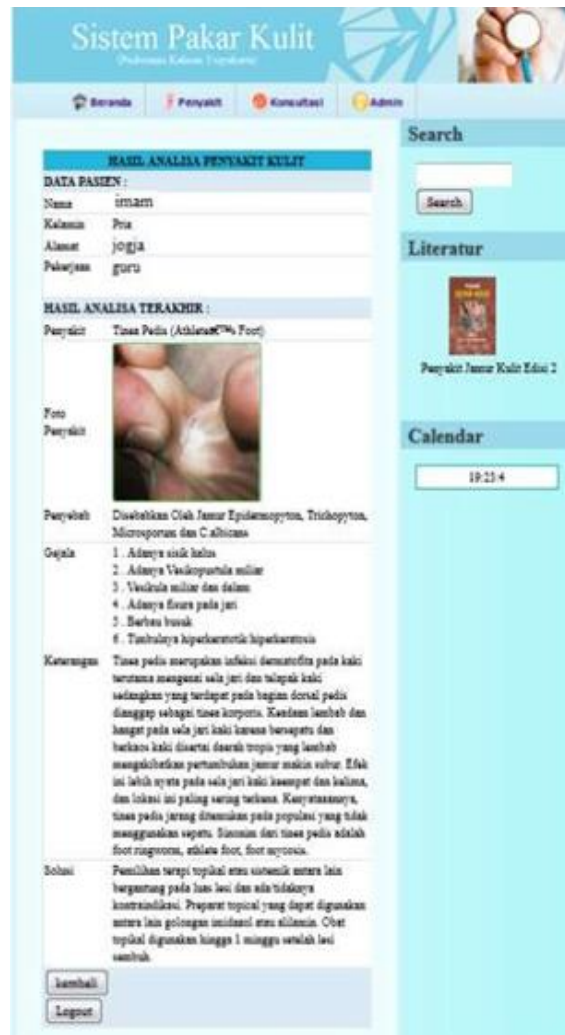 Sistem Pakar Kulit
(Puskesmas Kalasan Yogyakarta)
Beranda
Penyakit
Konsultasi
Admin
HASIL ANALISA PENYAKIT KULIT
DATA PASIEN :
Nama imam
Kelamin Pria
Alamat jogja
Pekerjaan guru
HASIL ANALISA TERAKHIR :
Penyakit Tinea Pedis (Athleteâ€™s Foot)
Foto
Penyakit
Penyebab Disebabkan Oleh Jamur Epidermopyton, Trichopyton,
Microsporum dan C.albicans
Gejala 1 . Adanya sisik halus
2 . Adanya Vesikopustula miliar
3 . Vesikula miliar dan dalam
4 . Adanya fisura pada jari
5 . Berbau busuk
6 . Timbulnya hiperkeratotik hiperkeratosis
Keterangan Tinea pedis merupakan infeksi dermatofita pada kaki
terutama mengenai sela jari dan telapak kaki
sedangkan yang terdapat pada bagian dorsal pedis
dianggap sebagai tinea korporis. Keadaan lembab dan
hangat pada sela jari kaki karena bersepatu dan
berkaos kaki disertai daerah tropis yang lembab
mengakibatkan pertumbuhan jamur makin subur. Efek
ini lebih nyata pada sela jari kaki keempat dan kelima,
dan lokasi ini paling sering terkena. Kenyataannya,
tinea pedis jarang ditemukan pada populasi yang tidak
menggunakan sepatu. Sinonim dari tinea pedis adalah
foot ringworm, athlete foot, foot mycosis.
Solusi Pemilihan terapi topikal atau sistemik antara lain
bergantung pada luas lesi dan ada tidaknya
kontraindikasi. Preparat topical yang dapat digunakan
antara lain golongan imidazol atau alilamin. Obat
topikal digunakan hingga 1 minggu setelah lesi
sembuh.
kembali
Logout
Search
Search
Literatur
Penyakit Jamur Kulit Edisi 2
Calendar
19:23:4